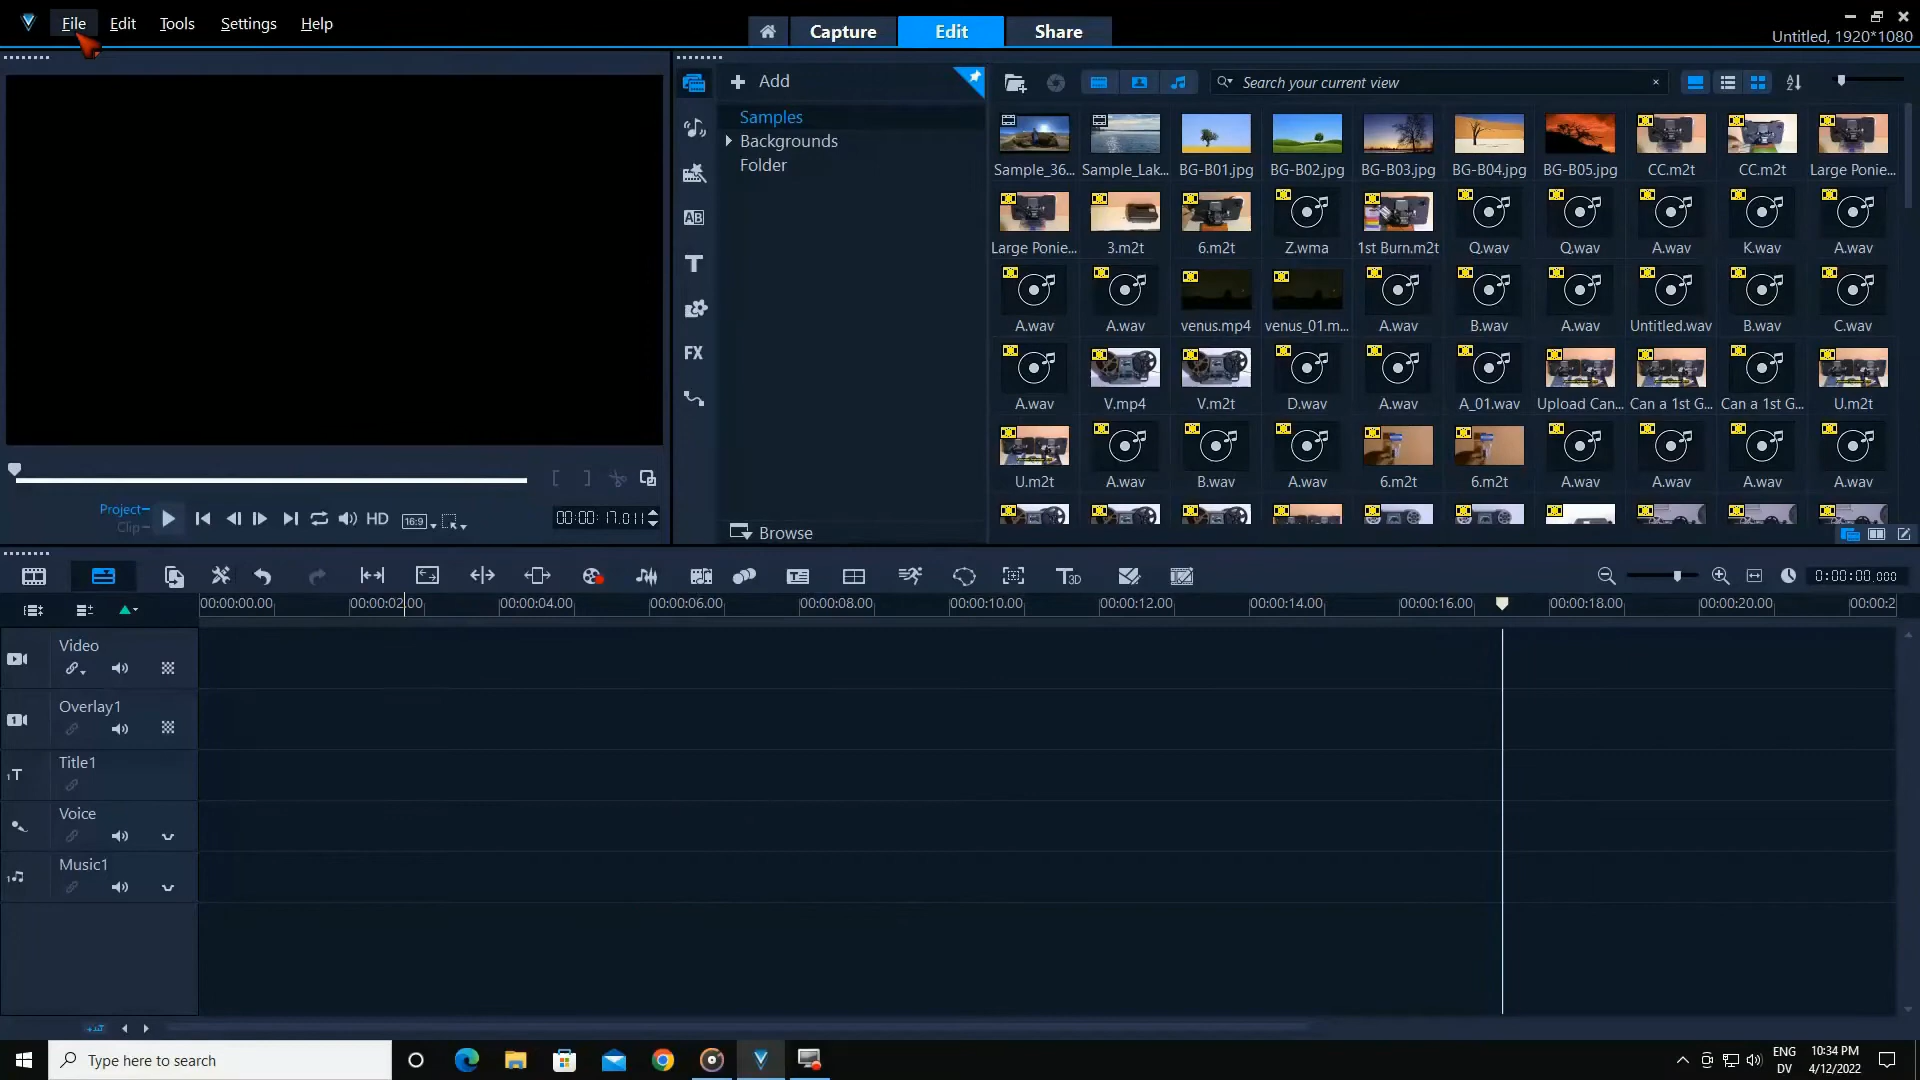 File Edit Tools Settings Help
Capture Edit Share
Untitled, 1920*1080
Add
Search your current view
Samples
Backgrounds
Folder
Sample_36... Sample_Lak... BG-B01.jpg BG-B02.jpg BG-B03.jpg BG-B04.jpg BG-B05.jpg CC.m2t CC.m2t Large Ponie...
Large Ponie... 3.m2t 6.m2t Z.wma 1st Burn.m2t Q.wav Q.wav A.wav K.wav A.wav
A.wav A.wav venus.mp4 venus_01.m... A.wav B.wav A.wav Untitled.wav B.wav C.wav
A.wav V.mp4 V.m2t D.wav A.wav A_01.wav Upload Can... Can a 1st G... Can a 1st G... U.m2t
U.m2t A.wav B.wav A.wav 6.m2t 6.m2t A.wav A.wav A.wav A.wav
Project
Clip
HD 16:9 00:00:17.011
Browse
T3D
0:00:00.000
00:00:00.00 00:00:02.00 00:00:04.00 00:00:06.00 00:00:08.00 00:00:10.00 00:00:12.00 00:00:14.00 00:00:16.00 00:00:18.00 00:00:20.00 00:00:2
Video
Overlay1
Title1
Voice
Music1
Type here to search
ENG
DV
10:34 PM
4/12/2022